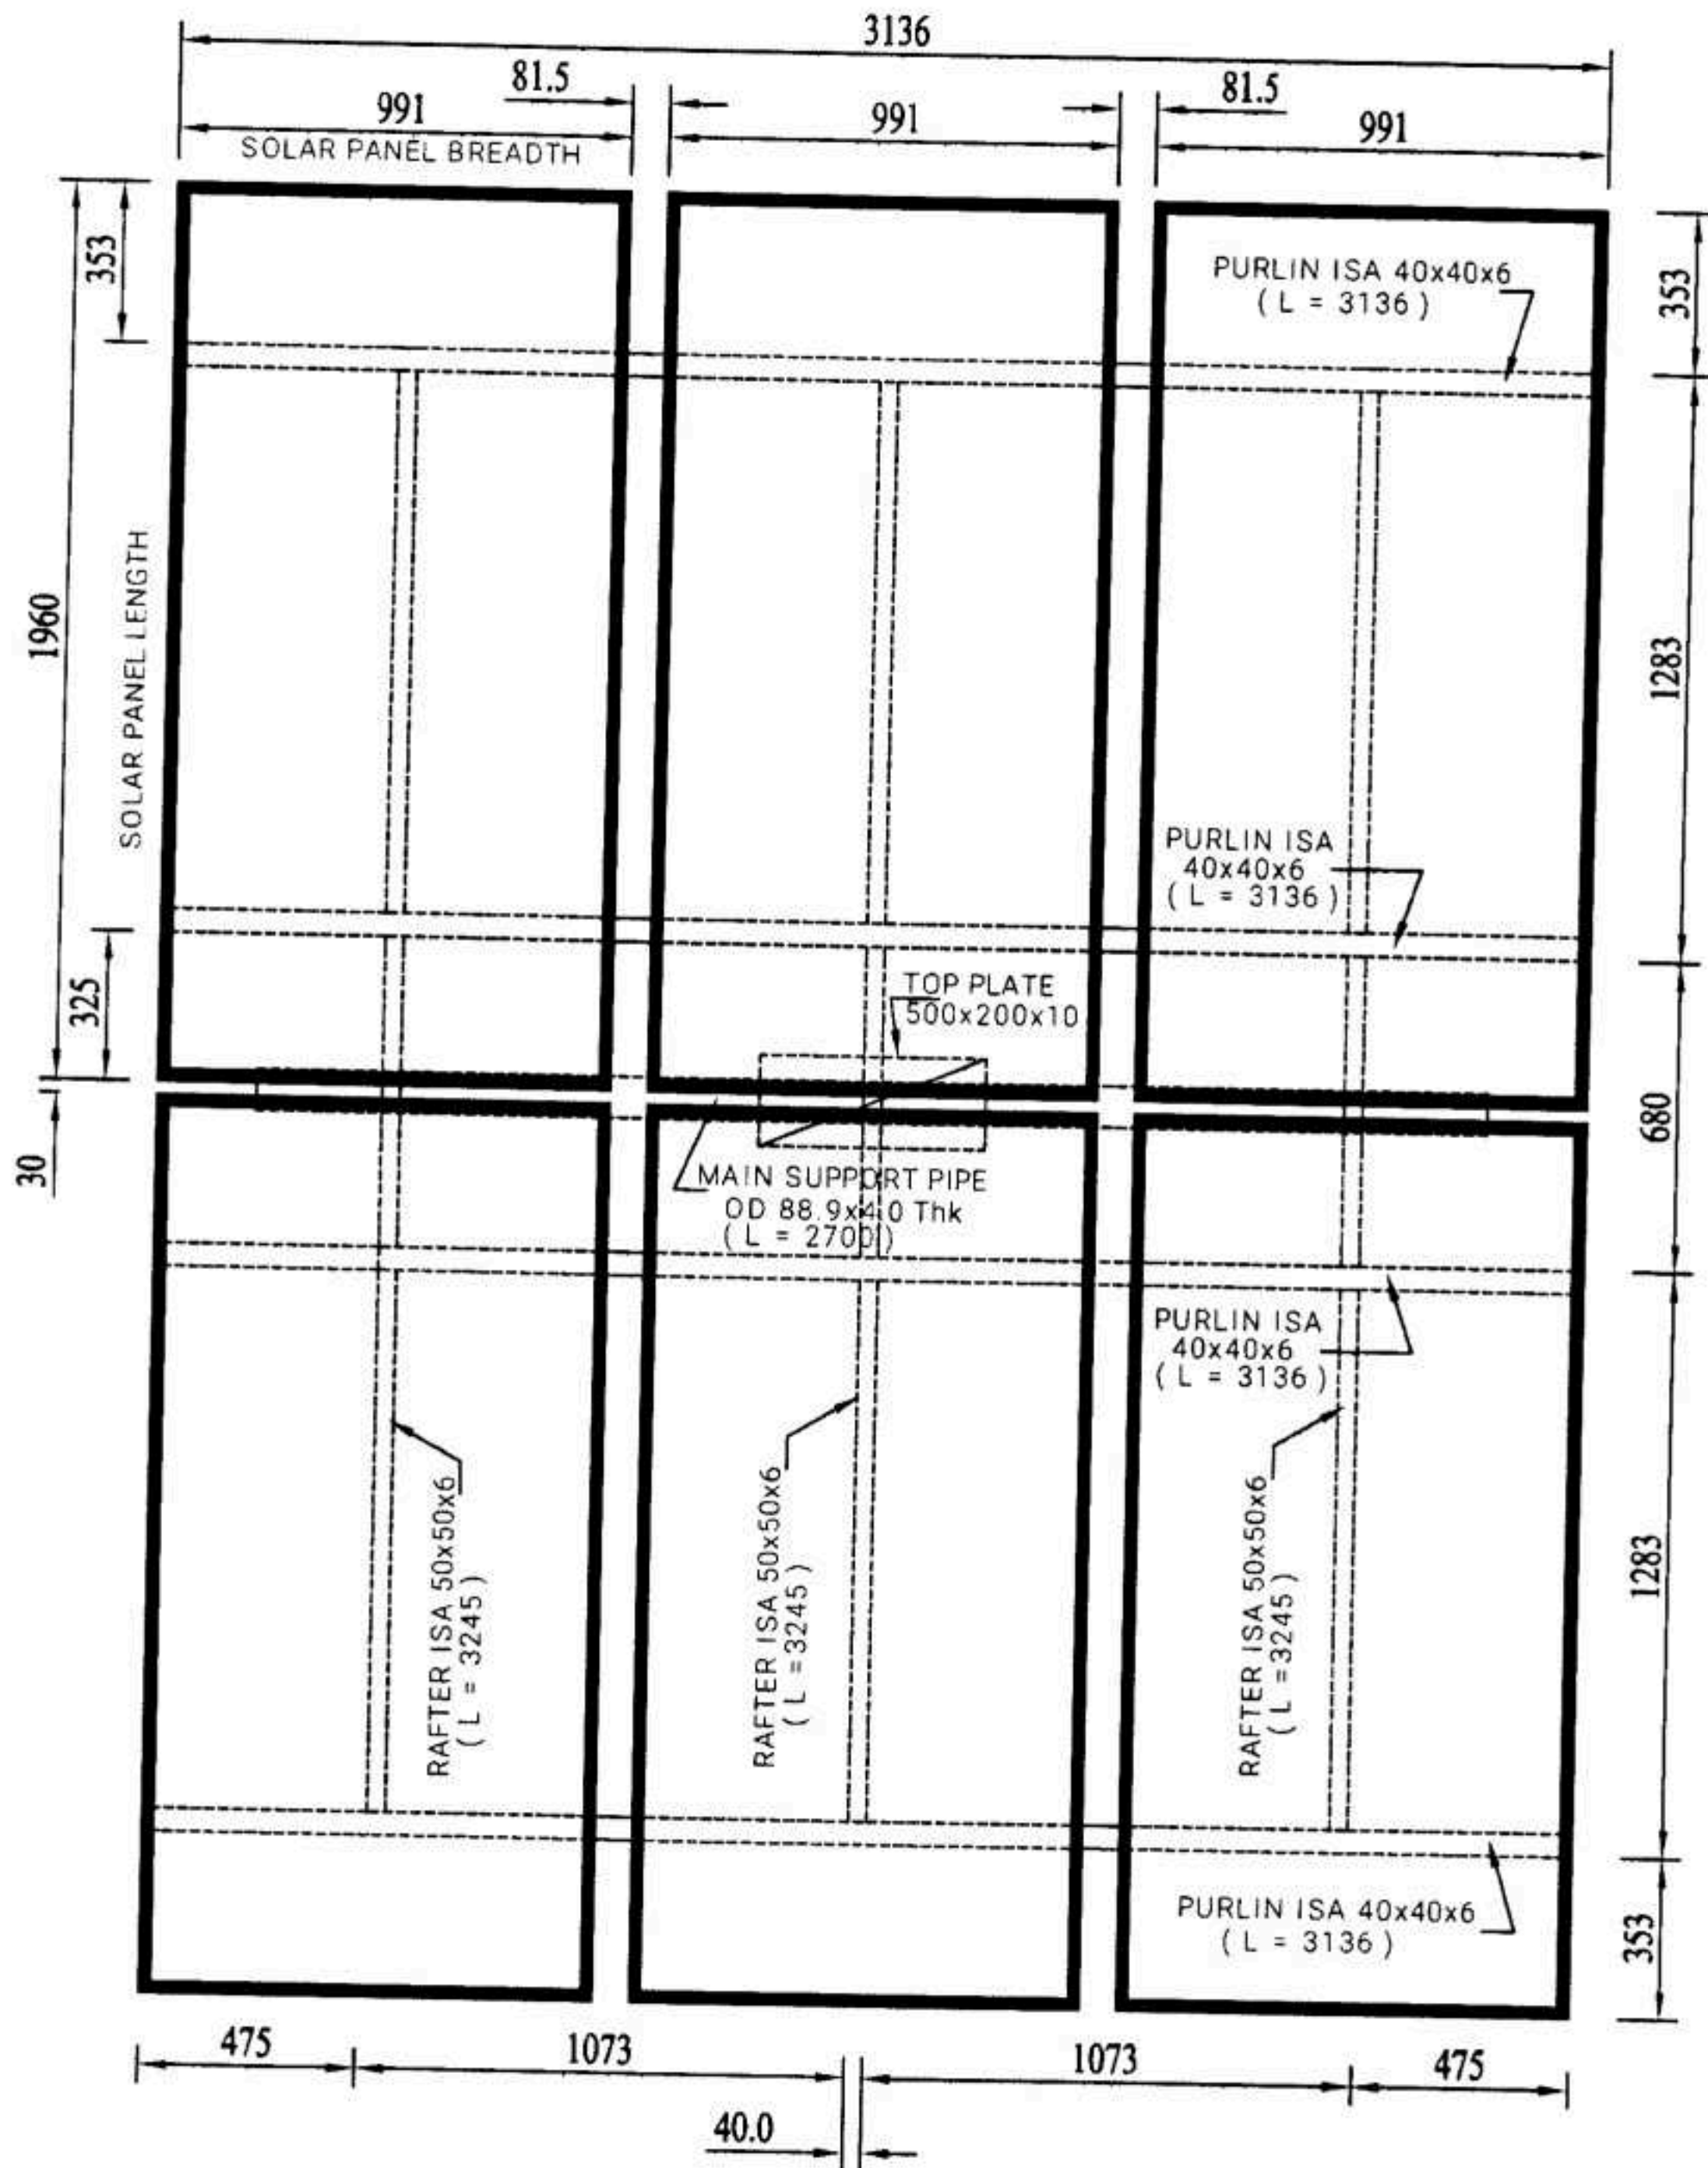 3136
81.5
81.5
991
991
991
SOLAR PANEL BREADTH
353
353
PURLIN ISA 40x40x6
( L = 3136 )
1960
SOLAR PANEL LENGTH
1283
PURLIN ISA
40x40x6
( L = 3136 )
325
TOP PLATE
500x200x10
30
680
MAIN SUPPORT PIPE
OD 88.9x4.0 Thk
( L = 2700 )
PURLIN ISA
40x40x6
( L = 3136 )
RAFTER ISA 50x50x6
( L = 3245 )
RAFTER ISA 50x50x6
( L =3245 )
RAFTER ISA 50x50x6
( L =3245 )
1283
PURLIN ISA 40x40x6
( L = 3136 )
353
475
1073
1073
475
40.0